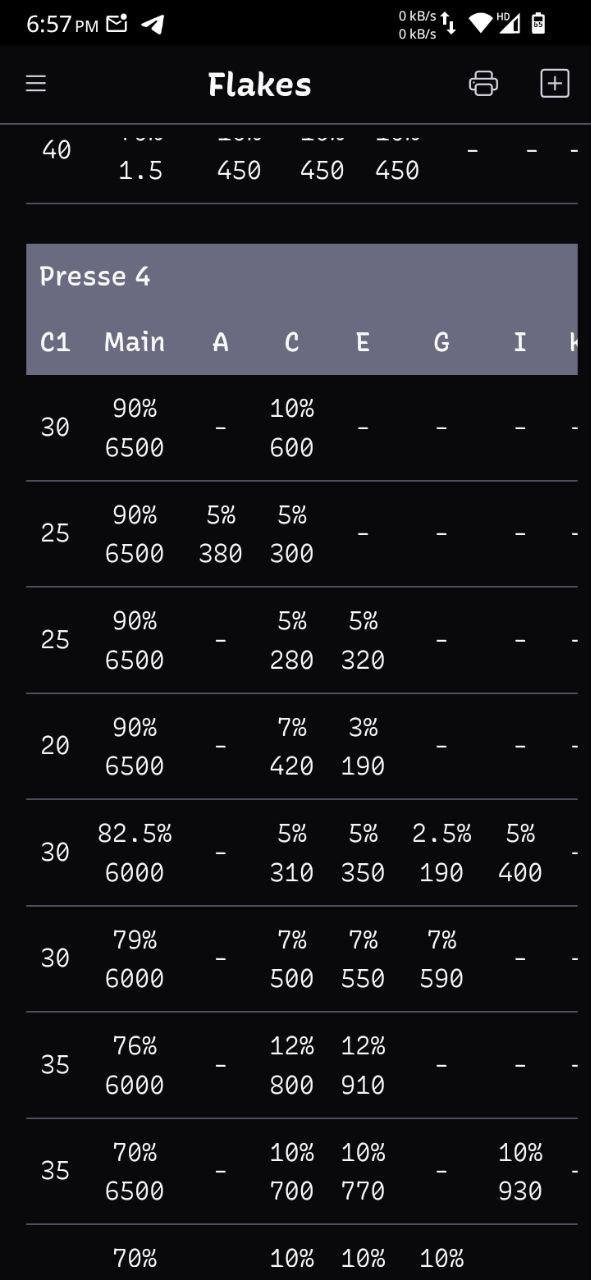 6:57 PM 0 kB/s HD 65
0 kB/s
Flakes
40 - - -
1.5 450 450 450
Presse 4
C1 Main A C E G I
90% 10%
30 - - - - -
6500 600
90% 5% 5%
25 - - - -
6500 380 300
90% 5% 5%
25 - - - -
6500 280 320
90% 7% 3%
20 - - - -
6500 420 190
82.5% 5% 5% 2.5% 5%
30 - -
6000 310 350 190 400
79% 7% 7% 7%
30 - - -
6000 500 550 590
76% 12% 12%
35 - - - -
6000 800 910
70% 10% 10% 10%
35 - - -
6500 700 770 930
70% 10% 10% 10%